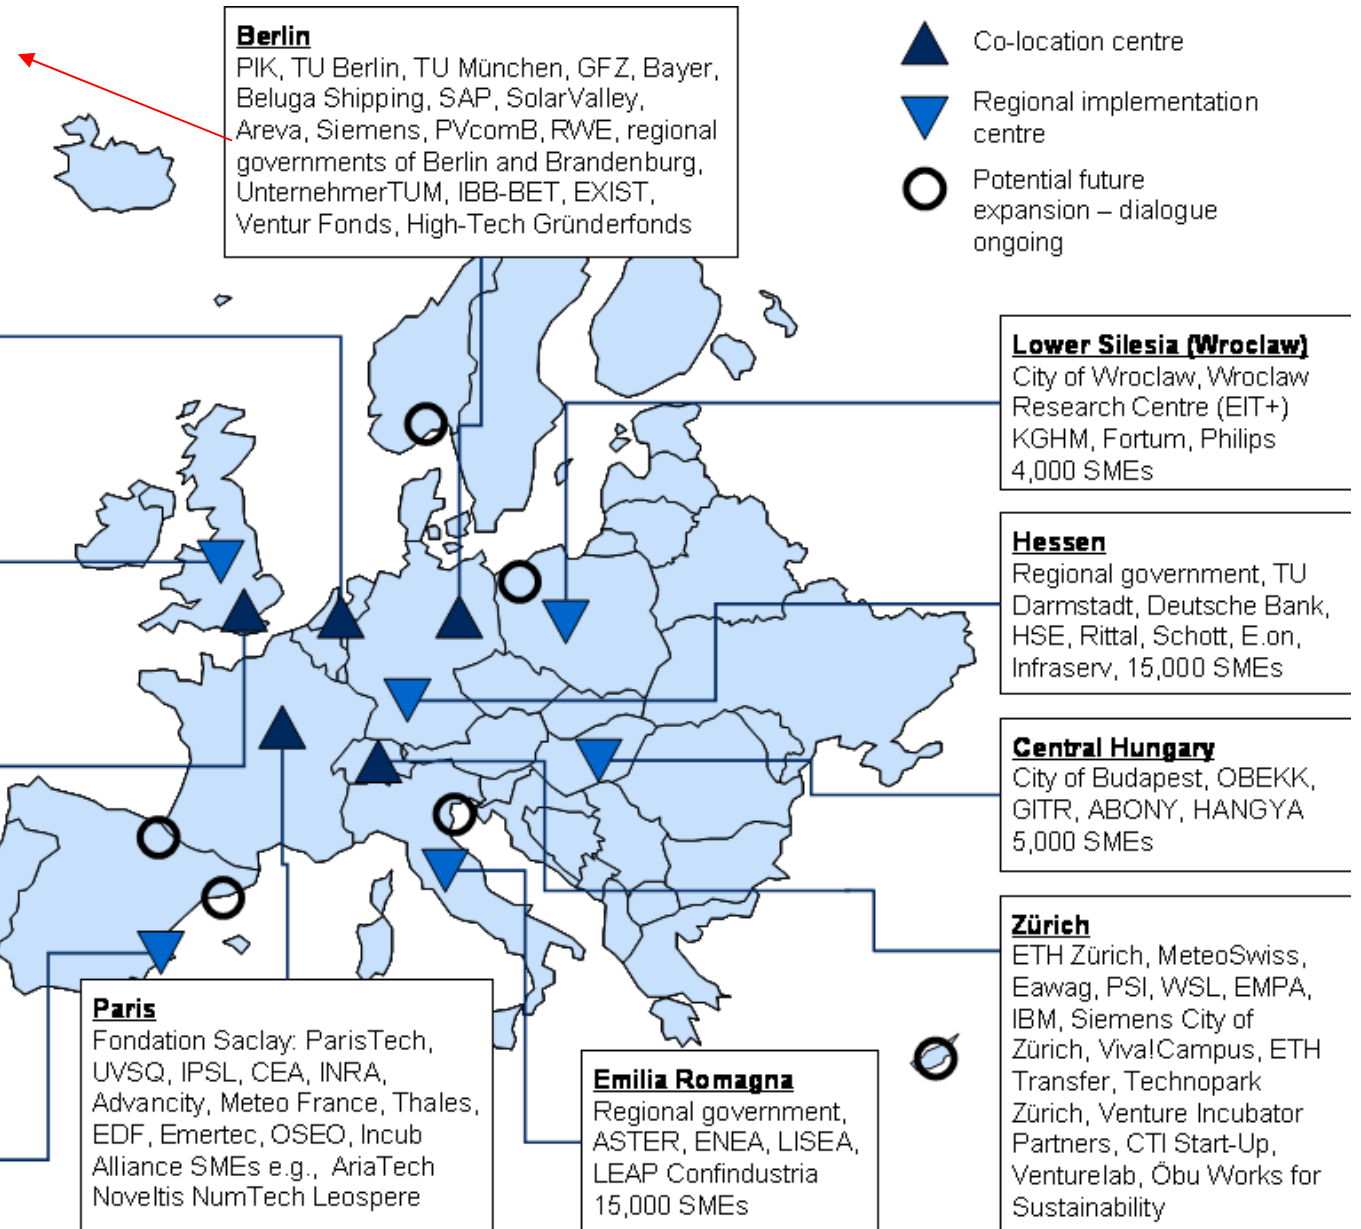 Berlin
PIK, TU Berlin, TU München, GFZ, Bayer,
Beluga Shipping, SAP, SolarValley,
Areva, Siemens, PVcomB, RWE, regional
governments of Berlin and Brandenburg,
UnternehmerTUM, IBB-BET, EXIST,
Ventur Fonds, High-Tech Gründerfonds
Co-location centre
Regional implementation
centre
Potential future
expansion – dialogue
ongoing
Lower Silesia (Wroclaw)
City of Wroclaw, Wroclaw
Research Centre (EIT+)
KGHM, Fortum, Philips
4,000 SMEs
Hessen
Regional government, TU
Darmstadt, Deutsche Bank,
HSE, Rittal, Schott, E.on,
Infraserv, 15,000 SMEs
Central Hungary
City of Budapest, OBEKK,
GITR, ABONY, HANGYA
5,000 SMEs
Zürich
ETH Zürich, MeteoSwiss,
Eawag, PSI, WSL, EMPA,
IBM, Siemens City of
Zürich, Viva!Campus, ETH
Transfer, Technopark
Zürich, Venture Incubator
Partners, CTI Start-Up,
Venturelab, Öbu Works for
Sustainability
Paris
Fondation Saclay: ParisTech,
UVSQ, IPSL, CEA, INRA,
Advancity, Meteo France, Thales,
EDF, Emertec, OSEO, Incub
Alliance SMEs e.g., AriaTech
Noveltis NumTech Leospere
Emilia Romagna
Regional government,
ASTER, ENEA, LISEA,
LEAP Confindustria
15,000 SMEs